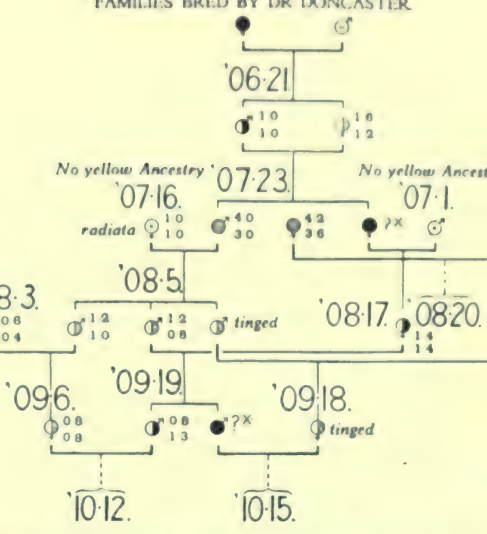 FAMILIES BRED BY DR DONCASTER
'06·21.
10 10 16 12
No yellow Ancestry '07·23. No yellow Ancest
'07·16. '07·1.
radiata 10 10 40 30 42 36 ?x
'08·5.
8·3. '08·17. '08·20.
06 04 12 10 12 08 tinged 14 14
'09·6. '09·19. '09·18.
08 08 08 13 ?x tinged
'10·12. '10·15.